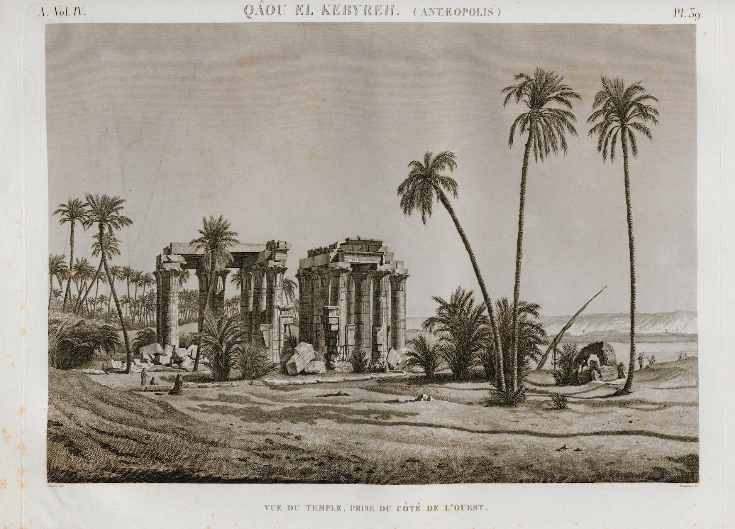 A. Vol. IV.
QÂOU EL KEBYREH. (ANTÆOPOLIS)
Pl. 39.
VUE DU TEMPLE, PRISE DU CÔTÉ DE L'OUEST.